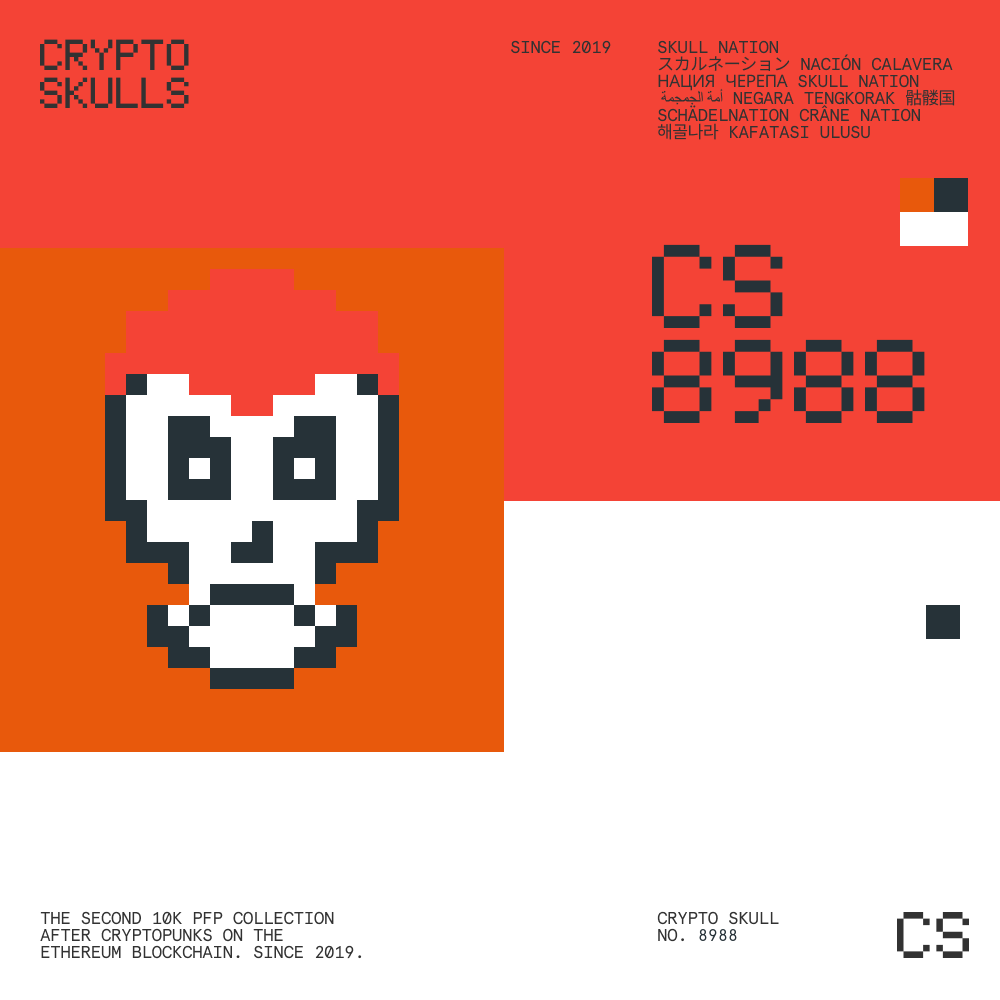 CRYPTO
SKULLS
SINCE 2019
SKULL NATION
スカルネーション NACIÓN CALAVERA
НАЦИЯ ЧЕРЕПА SKULL NATION
أمة الجمجمة NEGARA TENGKORAK 骷髅国
SCHÄDELNATION CRÂNE NATION
해골나라 KAFATASI ULUSU
CS
8988
THE SECOND 10K PFP COLLECTION
AFTER CRYPTOPUNKS ON THE
ETHEREUM BLOCKCHAIN. SINCE 2019.
CRYPTO SKULL
NO. 8988
CS